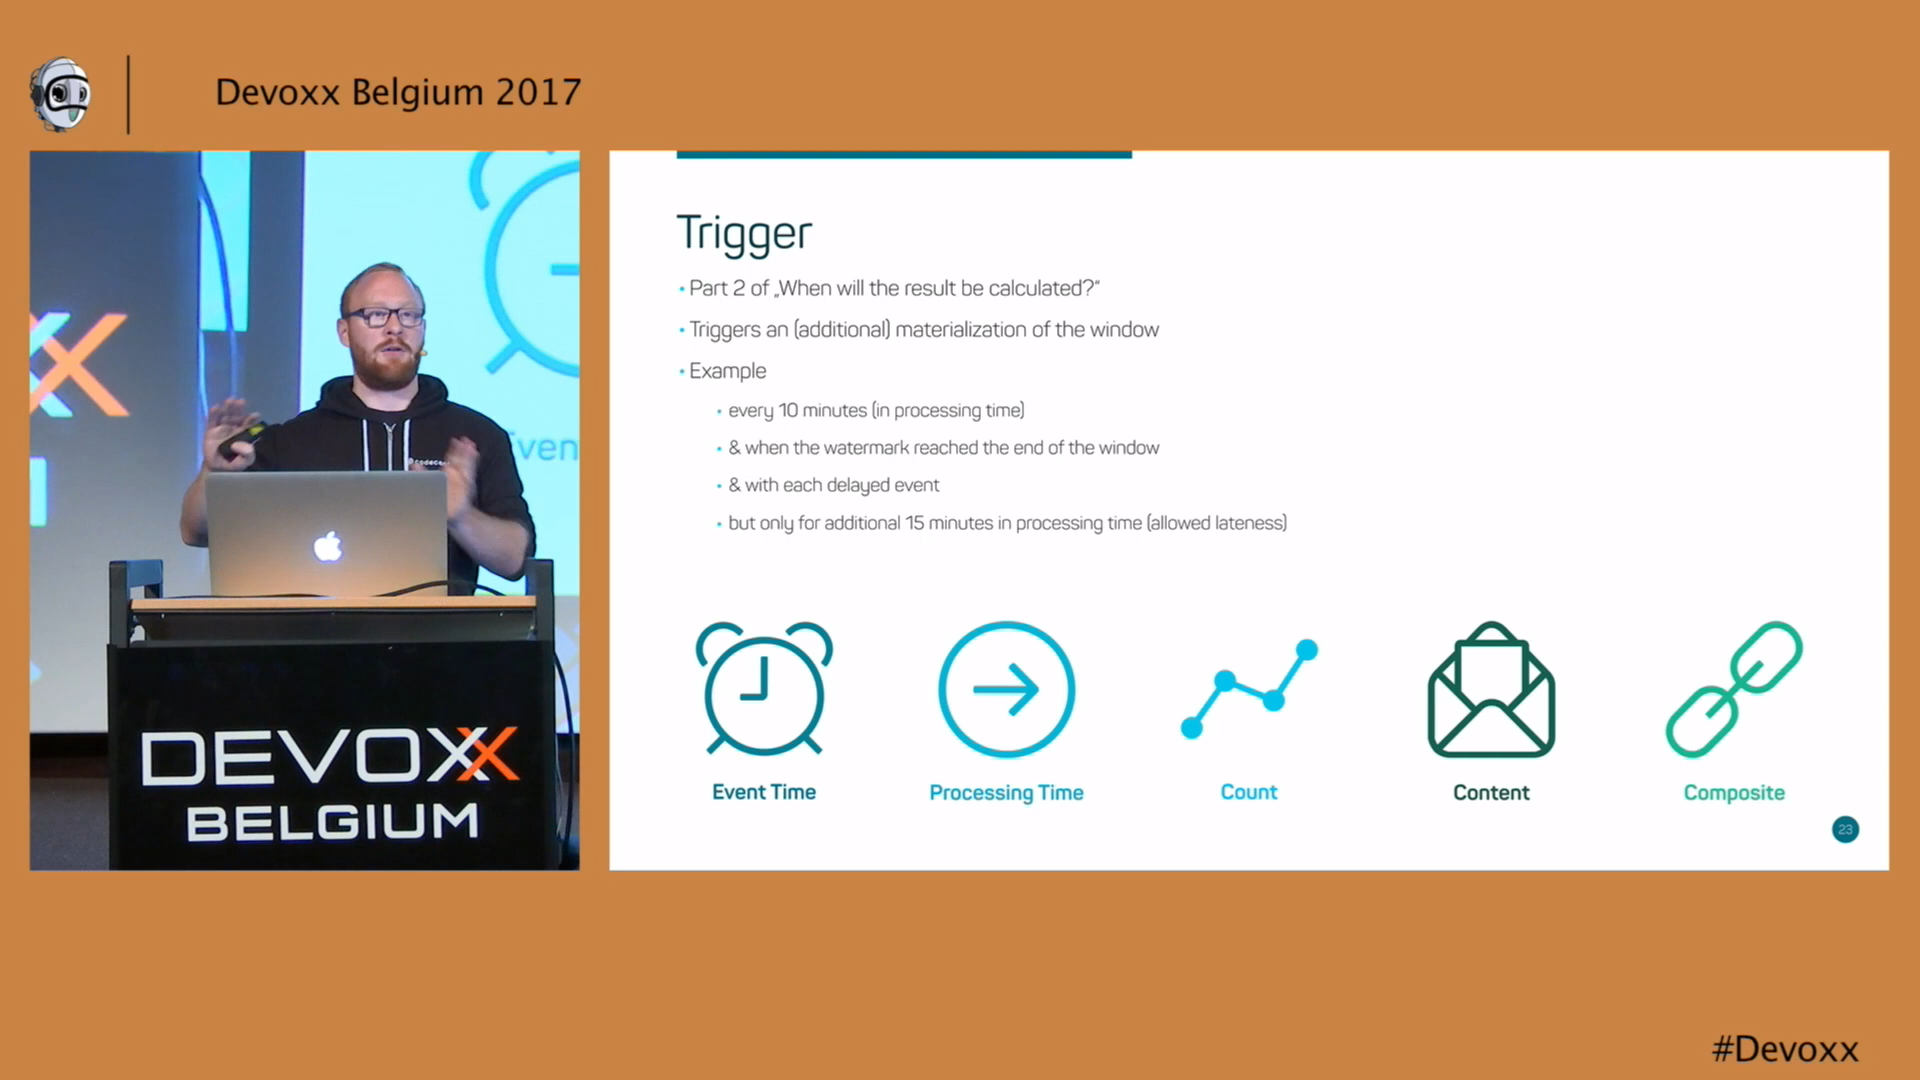 Devoxx Belgium 2017
Trigger
• Part 2 of „When will the result be calculated?“
• Triggers an (additional) materialization of the window
• Example
• every 10 minutes (in processing time)
• & when the watermark reached the end of the window
• & with each delayed event
• but only for additional 15 minutes in processing time (allowed lateness)
Event Time
Processing Time
Count
Content
Composite
23
DEVOXX
BELGIUM
#Devoxx